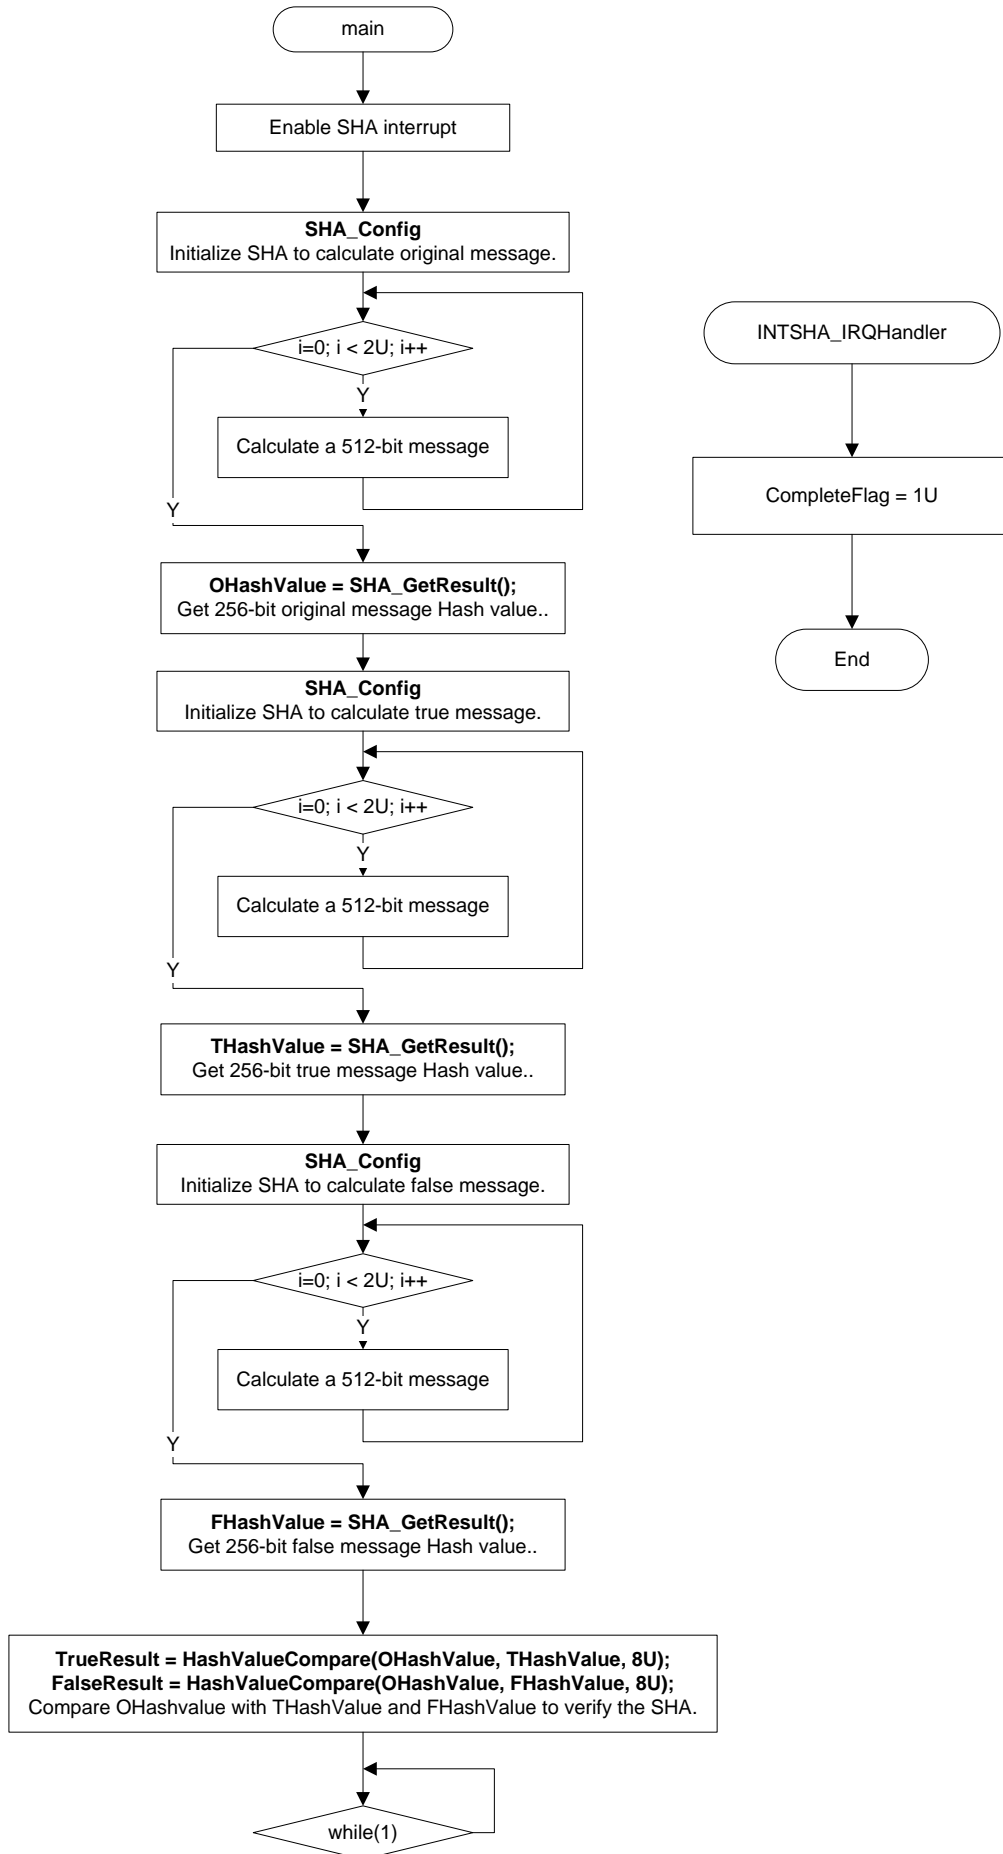 main
Enable SHA interrupt
SHA_Config
Initialize SHA to calculate original message.
i=0; i < 2U; i++
Y
Calculate a 512-bit message
Y
OHashValue = SHA_GetResult();
Get 256-bit original message Hash value..
SHA_Config
Initialize SHA to calculate true message.
i=0; i < 2U; i++
Y
Calculate a 512-bit message
Y
THashValue = SHA_GetResult();
Get 256-bit true message Hash value..
SHA_Config
Initialize SHA to calculate false message.
i=0; i < 2U; i++
Y
Calculate a 512-bit message
Y
FHashValue = SHA_GetResult();
Get 256-bit false message Hash value..
TrueResult = HashValueCompare(OHashValue, THashValue, 8U);
FalseResult = HashValueCompare(OHashValue, FHashValue, 8U);
Compare OHashvalue with THashValue and FHashValue to verify the SHA.
while(1)
INTSHA_IRQHandler
CompleteFlag = 1U
End